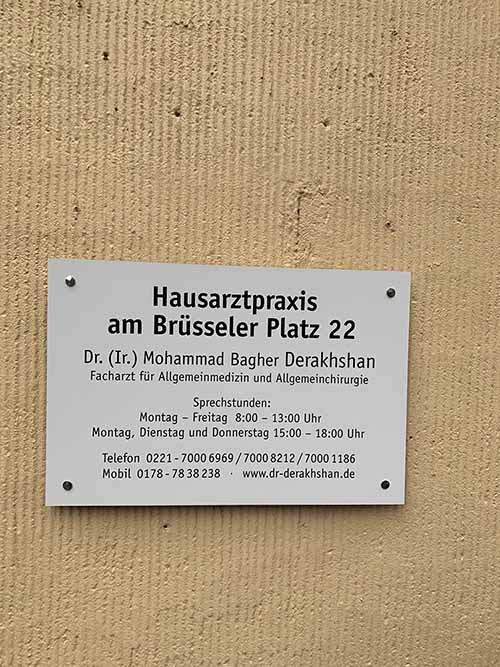 Hausarztpraxis
am Brüsseler Platz 22
Dr. (Ir.) Mohammad Bagher Derakhshan
Facharzt für Allgemeinmedizin und Allgemeinchirurgie
Sprechstunden:
Montag – Freitag 8:00 – 13:00 Uhr
Montag, Dienstag und Donnerstag 15:00 – 18:00 Uhr
Telefon 0221 - 7000 6969 / 7000 8212 / 7000 1186
Mobil 0178 - 78 38 238 · www.dr-derakhshan.de